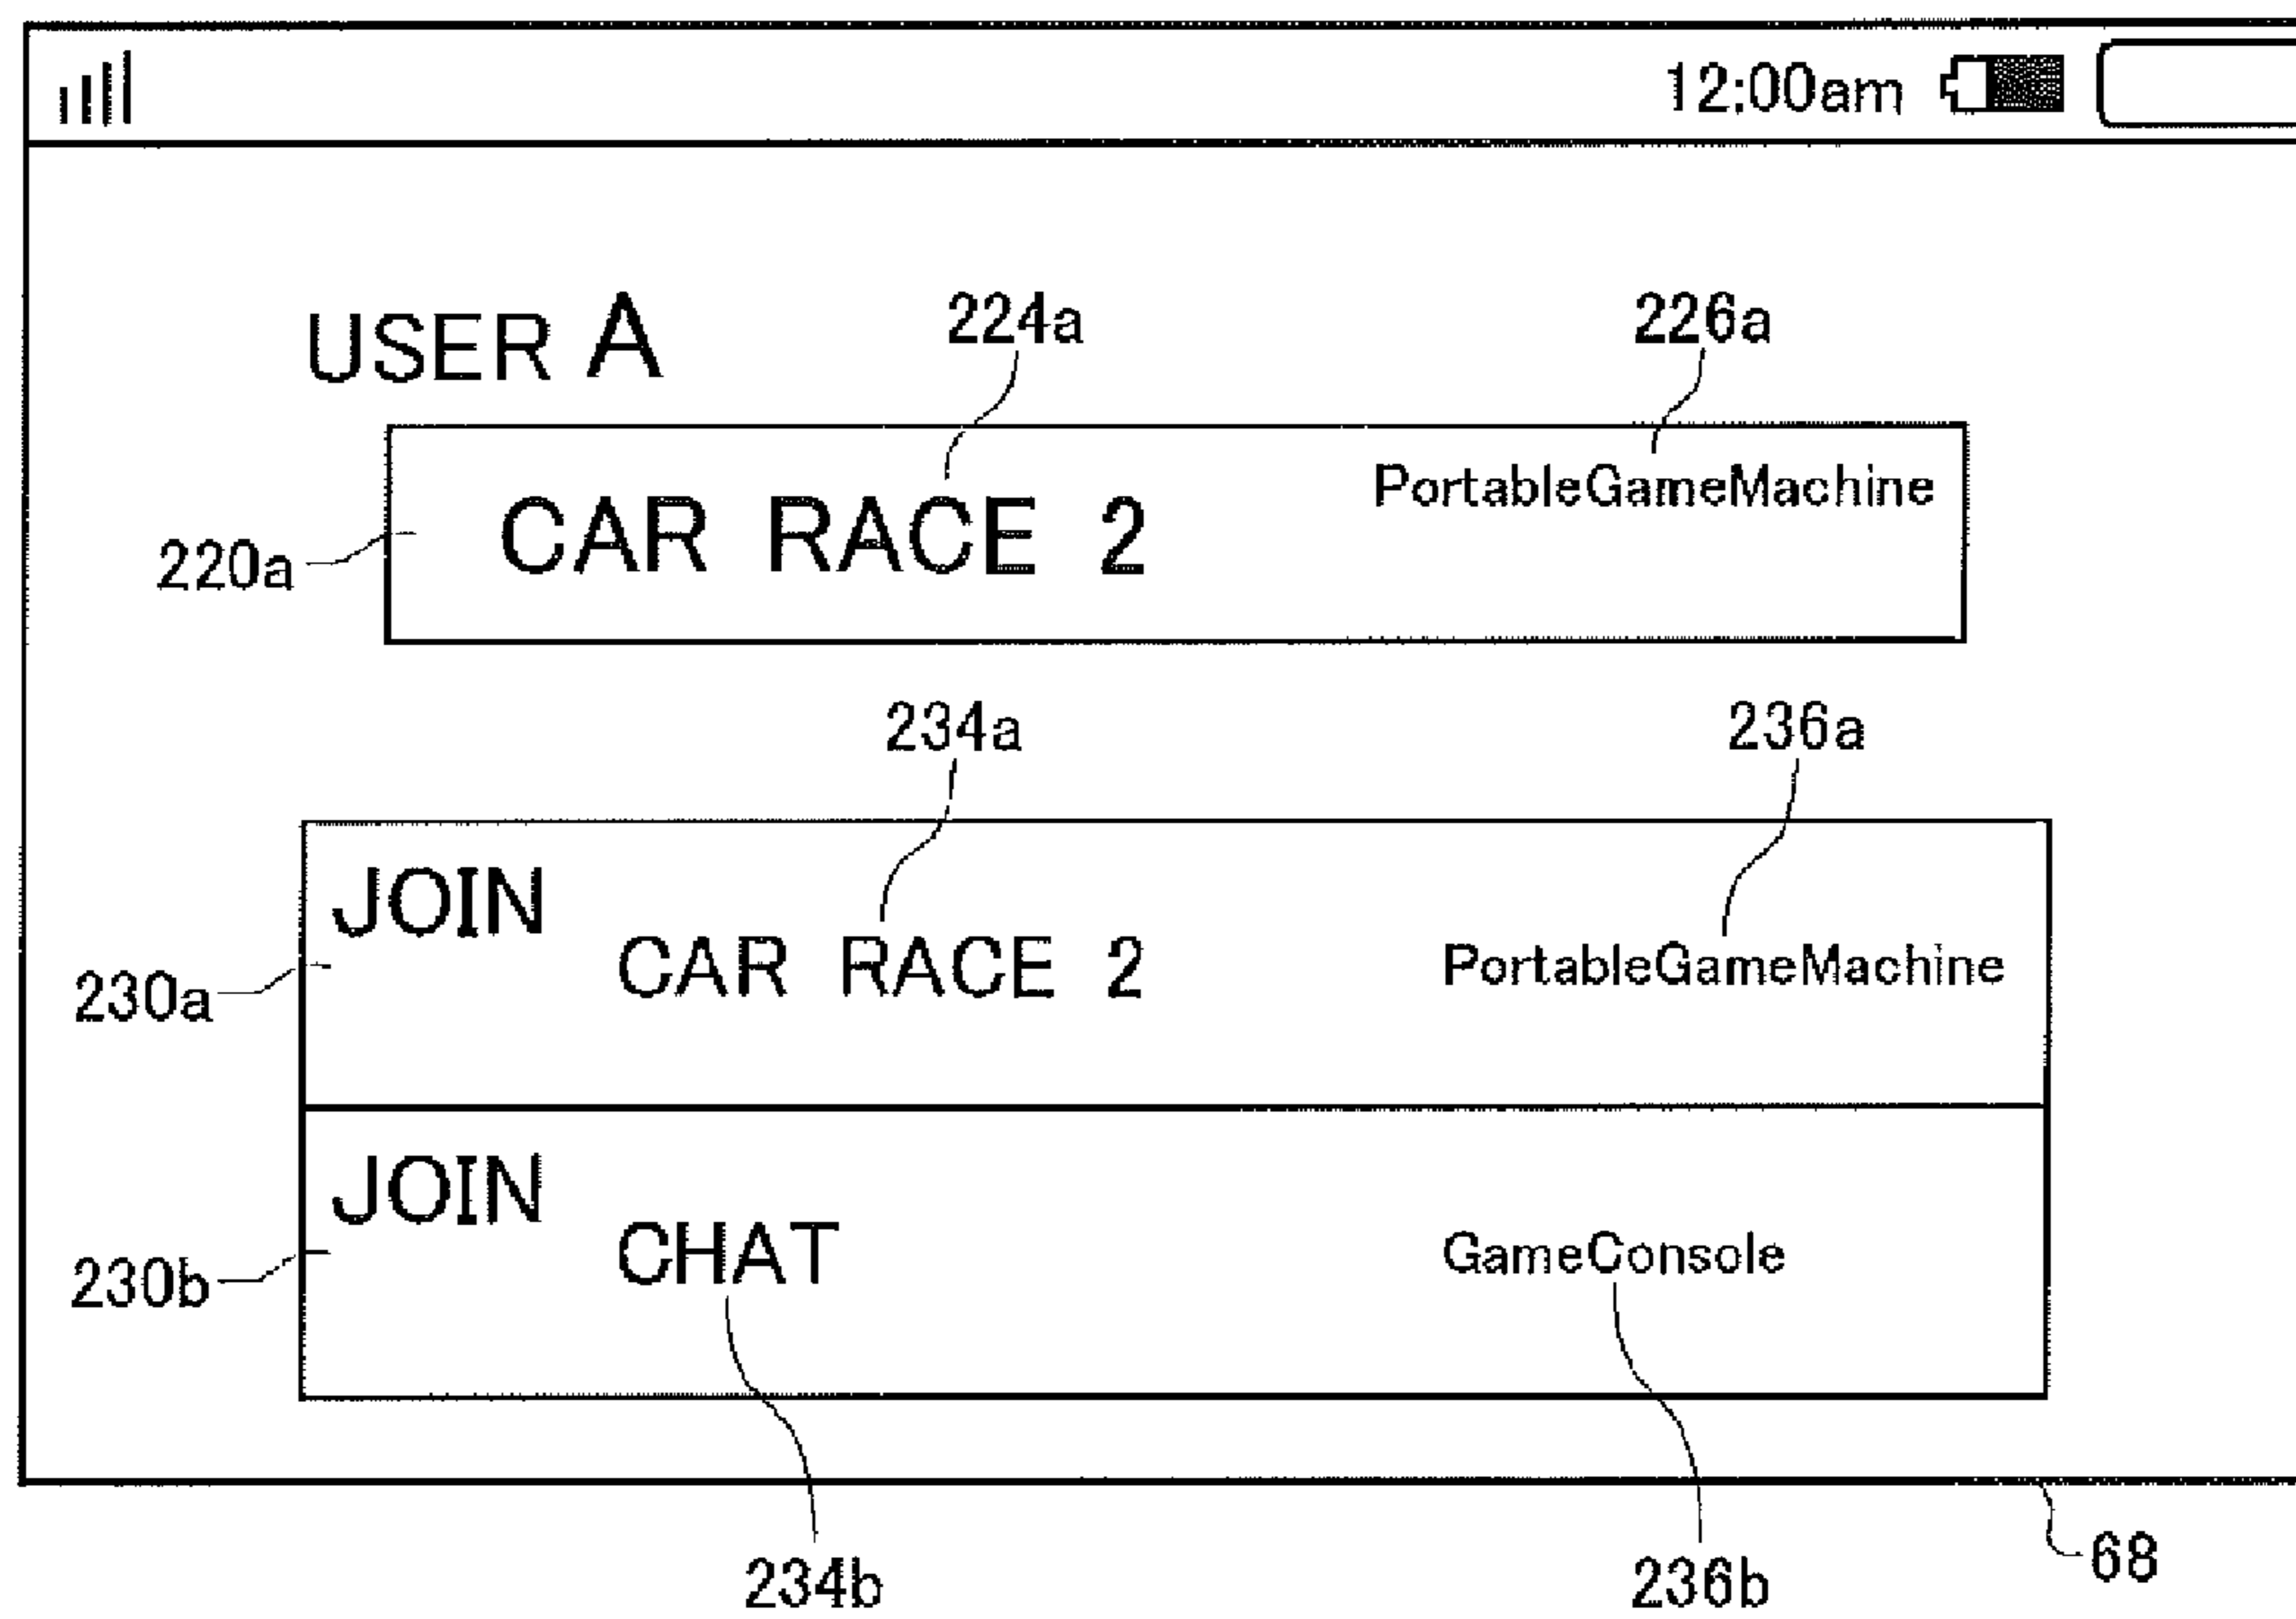 12:00am
USER A
224a
226a
CAR RACE 2
PortableGameMachine
220a
234a
236a
JOIN
CAR RACE 2
PortableGameMachine
230a
JOIN
CHAT
GameConsole
230b
234b
236b
68